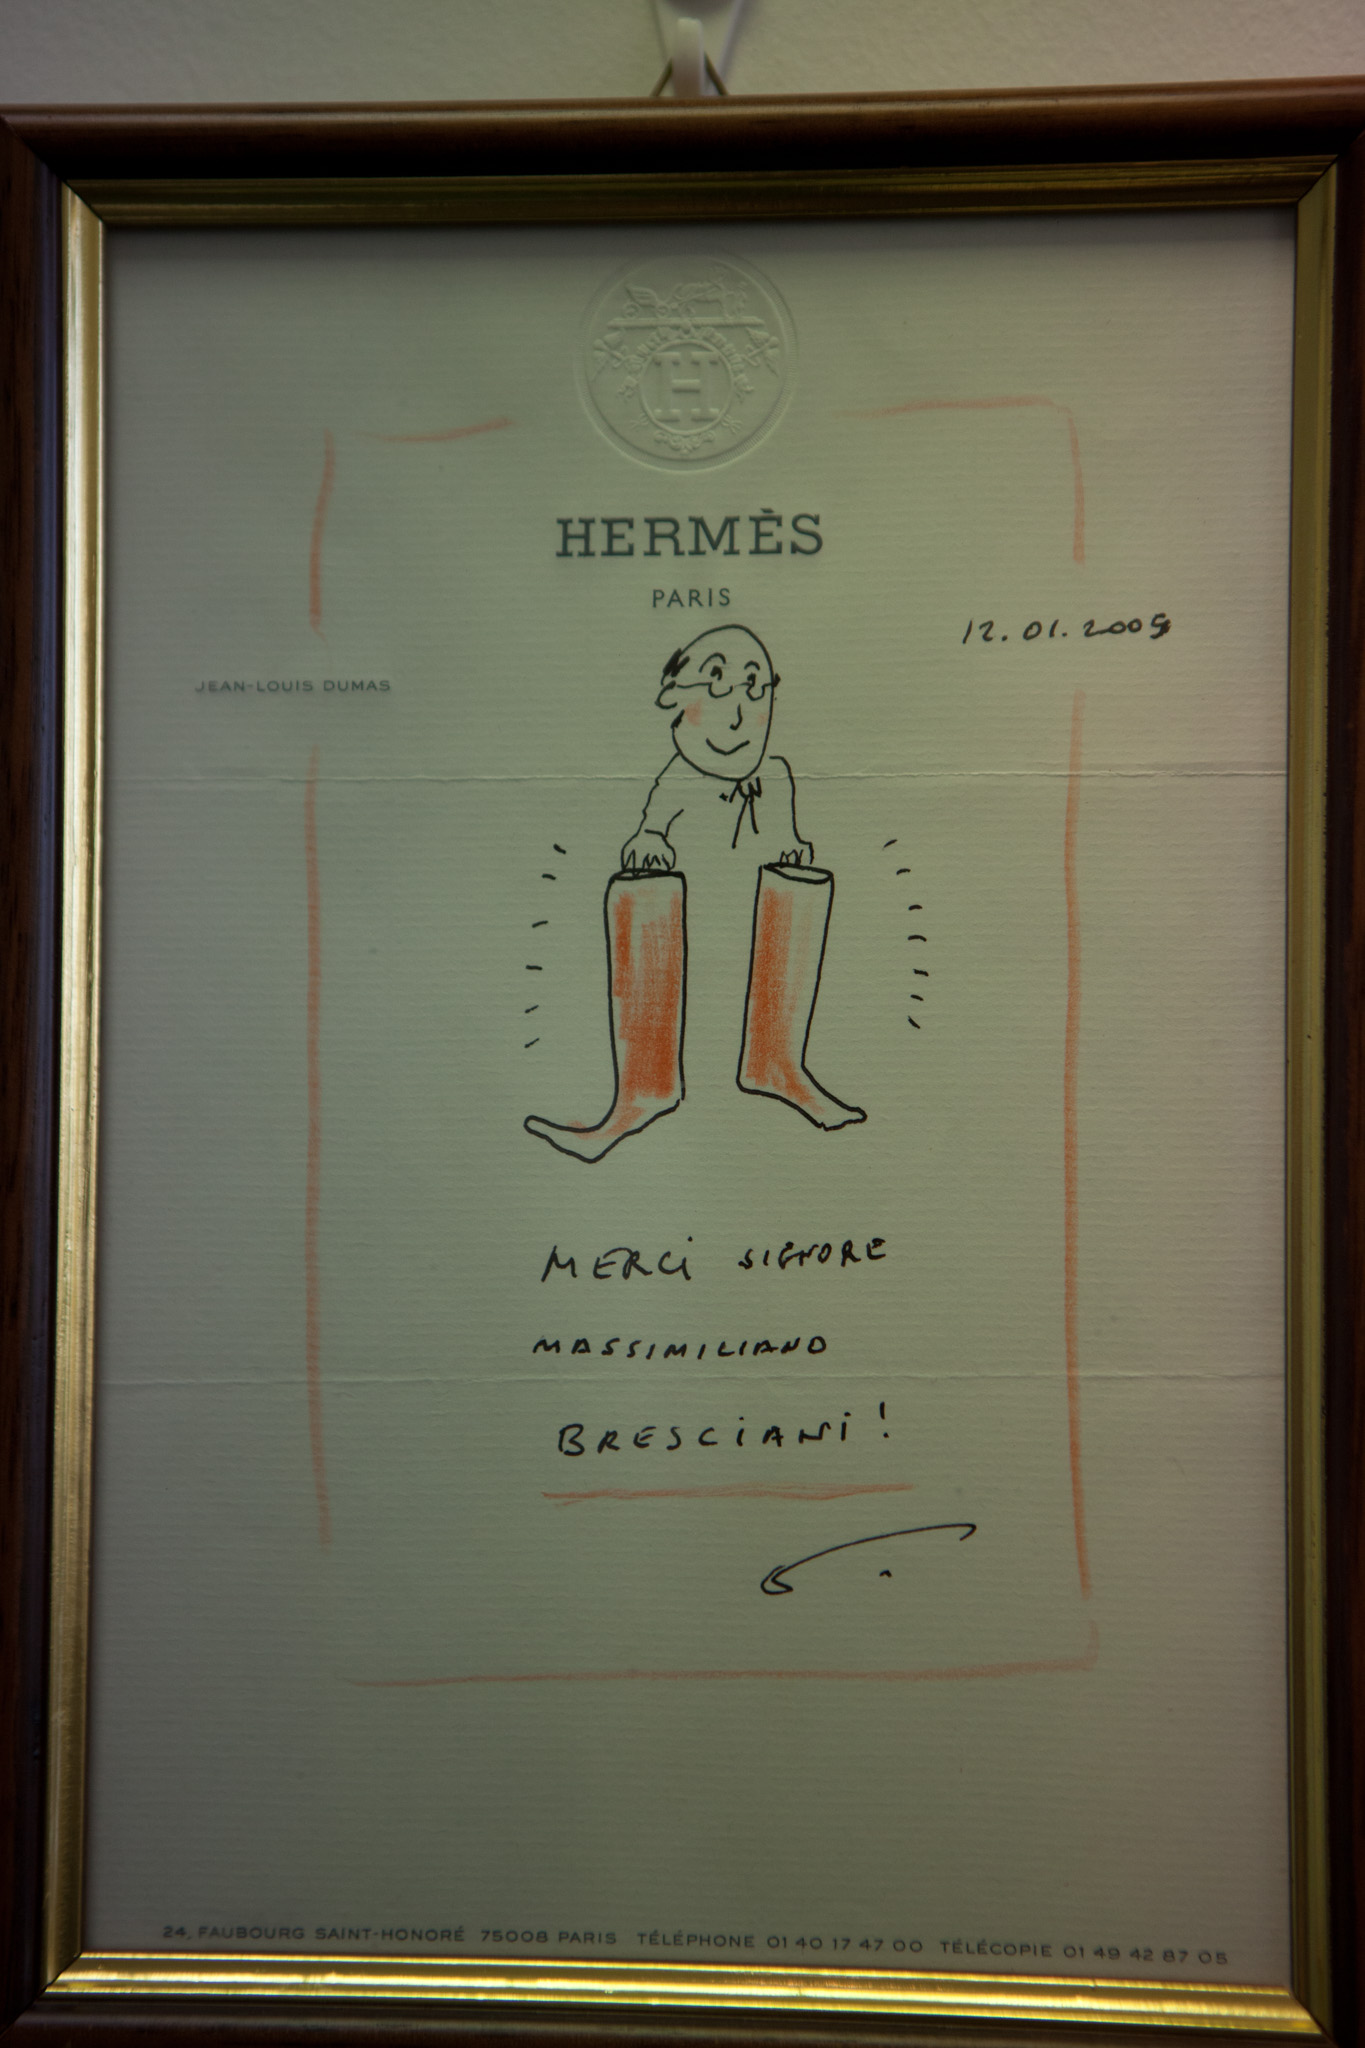 H
HERMÈS
PARIS
12.01.2005
JEAN-LOUIS DUMAS
MERCi SIGNORE
MASSIMILIANO
BRESCiANi !
24, FAUBOURG SAINT-HONORÉ 75008 PARIS TÉLÉPHONE 01 40 17 47 00 TÉLÉCOPIE 01 49 42 87 05